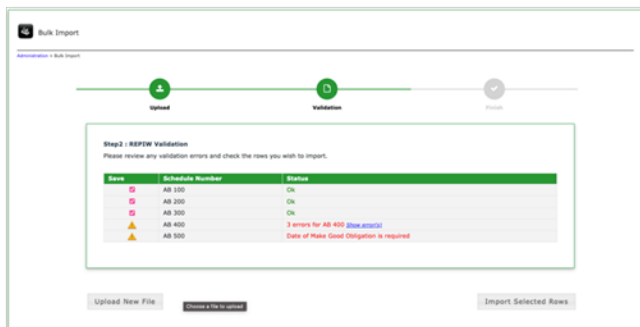 Bulk Import
Administration > Bulk Import
Upload
Validation
Finish
Step2 : REPIW Validation
Please review any validation errors and check the rows you wish to import.
Save Schedule Number Status
AB 100 Ok
AB 200 Ok
AB 300 Ok
AB 400 3 errors for AB 400 Show error(s)
AB 500 Date of Make Good Obligation is required
Upload New File
Choose a file to upload
Import Selected Rows